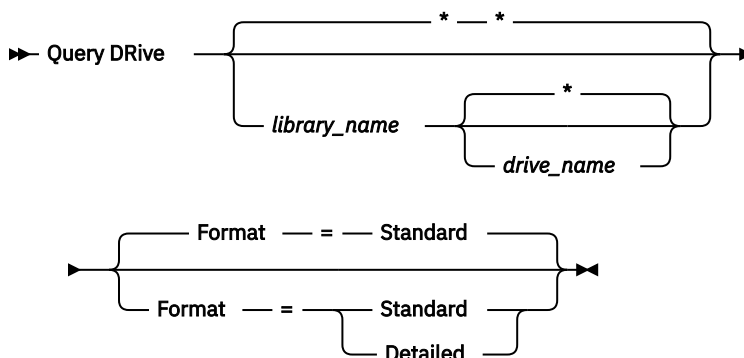 * *
Query DRive
*
library_name
drive_name
Format = Standard
Format = Standard
Detailed